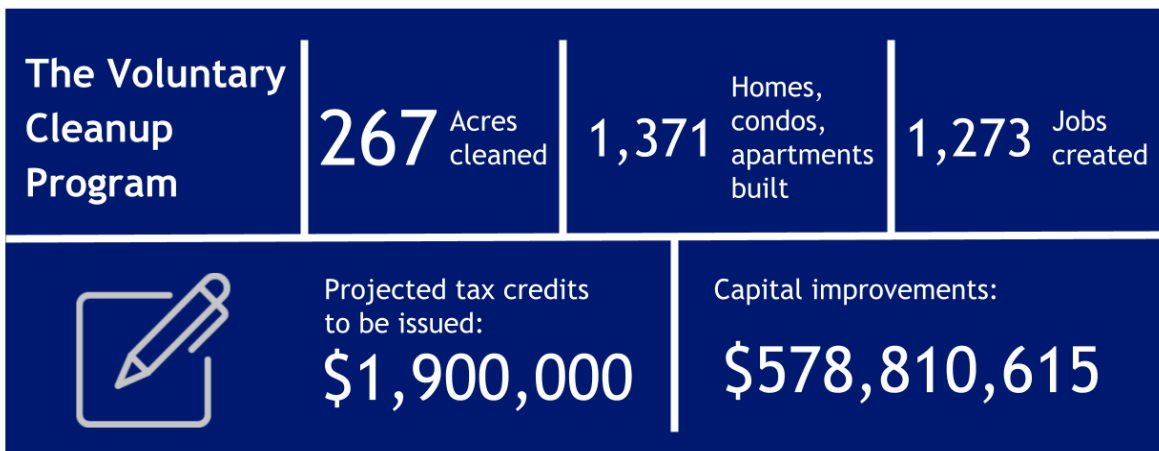 The Voluntary
Cleanup
Program
267
Acres
cleaned
1,371
Homes,
condos,
apartments
built
1,273
Jobs
created
Projected tax credits
to be issued:
$1,900,000
Capital improvements:
$578,810,615